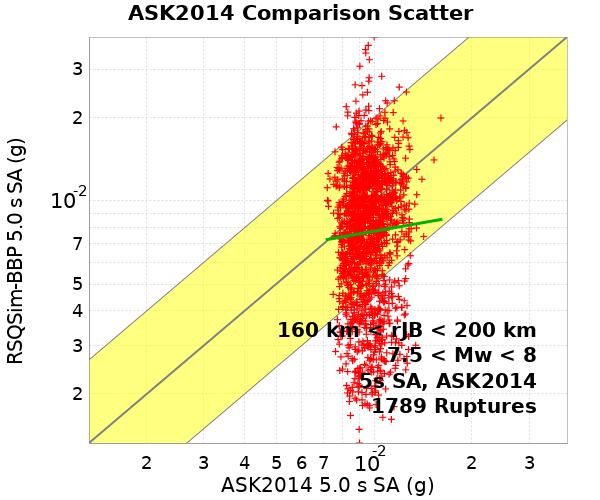 ASK2014 Comparison Scatter
RSQSim-BBP 5.0 s SA (g)
3
2
10-2
7
5
4
3
2
160 km < rJB < 200 km
7.5 < Mw < 8
5s SA, ASK2014
1789 Ruptures
2 3 4 5 6 7 10-2 2 3
ASK2014 5.0 s SA (g)